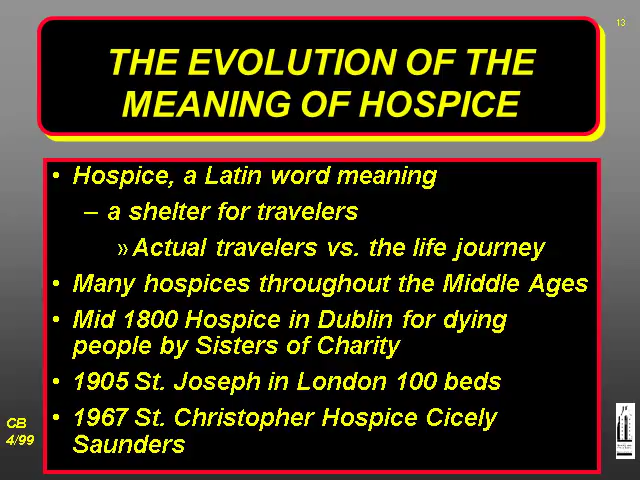 13
THE EVOLUTION OF THE
MEANING OF HOSPICE
• Hospice, a Latin word meaning
– a shelter for travelers
» Actual travelers vs. the life journey
• Many hospices throughout the Middle Ages
• Mid 1800 Hospice in Dublin for dying
people by Sisters of Charity
• 1905 St. Joseph in London 100 beds
• 1967 St. Christopher Hospice Cicely
Saunders
CB
4/99